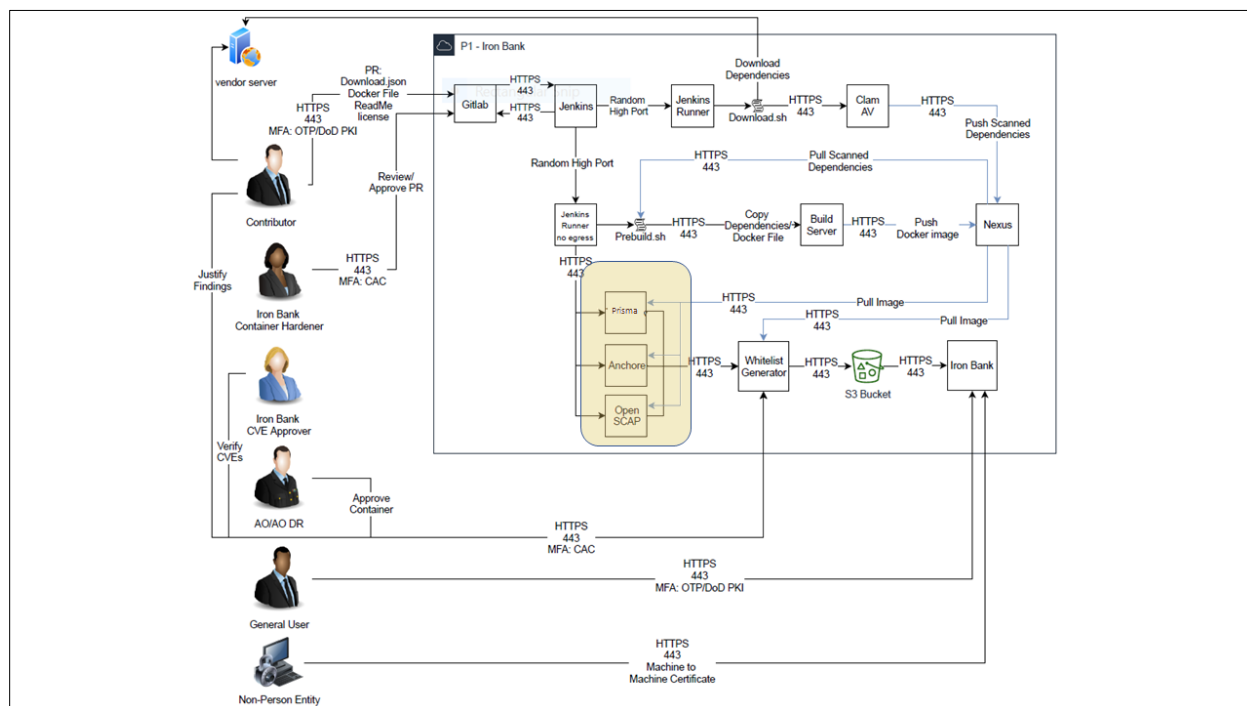 P1 - Iron Bank
vendor server
PR:
Download.json
Docker File
ReadMe
license
HTTPS
443
MFA: OTP/DoD PKI
Contributor
Gitlab
HTTPS
443
HTTPS
443
Jenkins
Random
High Port
Jenkins
Runner
Download
Dependencies
Download.sh
HTTPS
443
Clam
AV
HTTPS
443
Push Scanned
Dependencies
Random High Port
HTTPS
443
Pull Scanned
Dependencies
Review/
Approve PR
Jenkins
Runner
no egress
Prebuild.sh
HTTPS
443
Copy
Dependencies/
Docker File
Build
Server
HTTPS
443
Push
Docker image
Nexus
HTTPS
443
MFA: CAC
Justify
Findings
Iron Bank
Container Hardener
HTTPS
443
Prisma
HTTPS
443
Pull Image
HTTPS
443
Pull Image
Anchore
HTTPS
443
Whitelist
Generator
HTTPS
443
S3 Bucket
HTTPS
443
Iron Bank
Open
SCAP
Iron Bank
CVE Approver
Verify
CVEs
AO/AO DR
Approve
Container
HTTPS
443
MFA: CAC
General User
HTTPS
443
MFA: OTP/DoD PKI
Non-Person Entity
HTTPS
443
Machine to
Machine Certificate